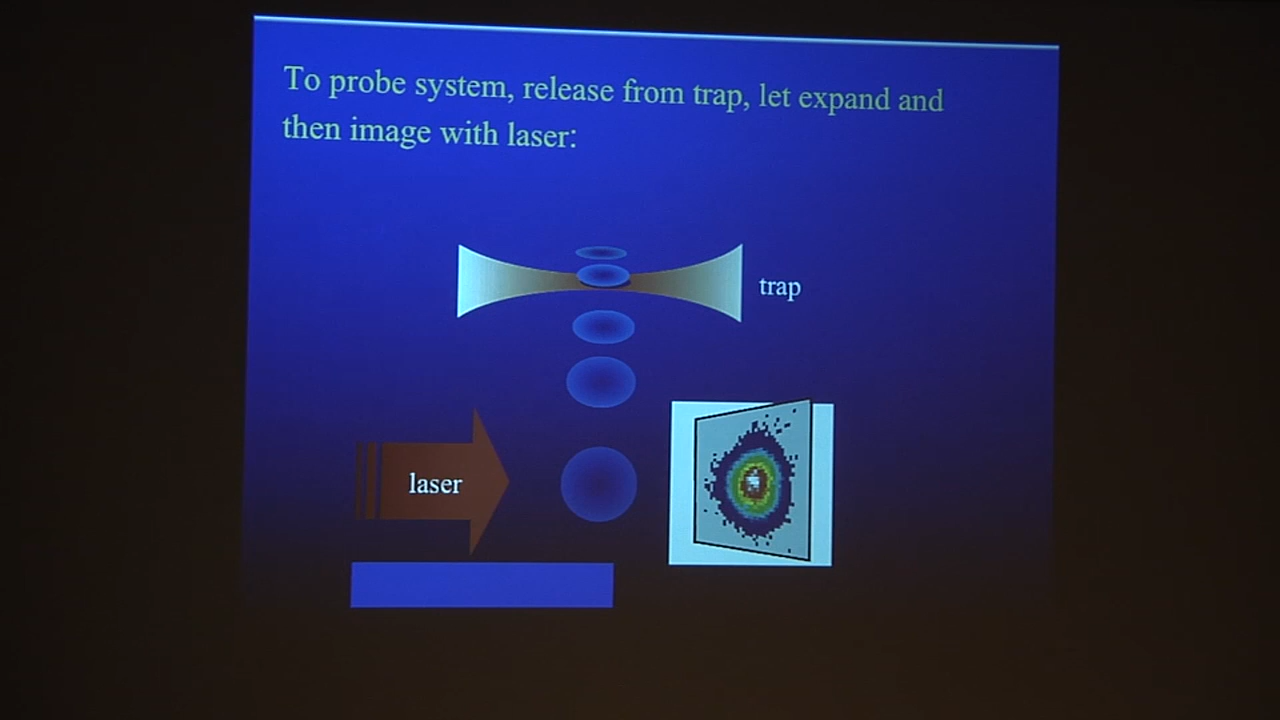 To probe system, release from trap, let expand and
then image with laser:
trap
laser